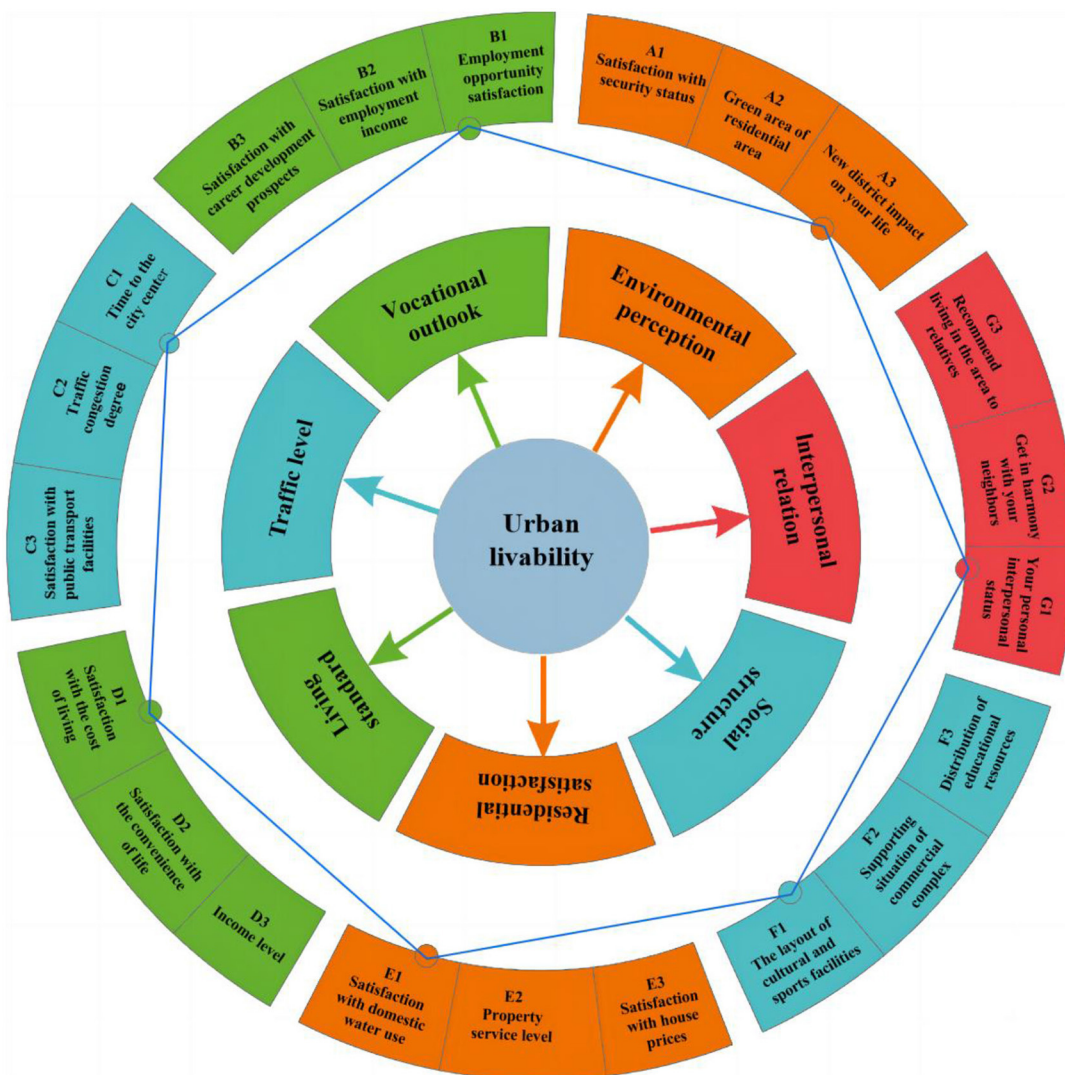 Urban
livability
Environmental
perception
Interpersonal
relation
Social
structure
Residential
satisfaction
Living
standard
Traffic level
Vocational
outlook
A1
Satisfaction with
security status
A2
Green area of
residential
area
A3
New district impact
on your life
G3
Recommend
living in the area to
relatives
G2
Get in harmony
with your
neighbors
G1
Your personal
interpersonal
status
F3
Distribution of
educational
resources
F2
Supporting
situation of
commercial
complex
F1
The layout of
cultural and
sports facilities
E3
Satisfaction
with house
prices
E2
Property
service level
E1
Satisfaction
with domestic
water use
D3
Income level
D2
Satisfaction with
the convenience
of life
D1
Satisfaction
with the cost
of living
C3
Satisfaction with
public transport
facilities
C2
Traffic
congestion
degree
C1
Time to the
city center
B3
Satisfaction with
career development
prospects
B2
Satisfaction with
employment
income
B1
Employment
opportunity
satisfaction